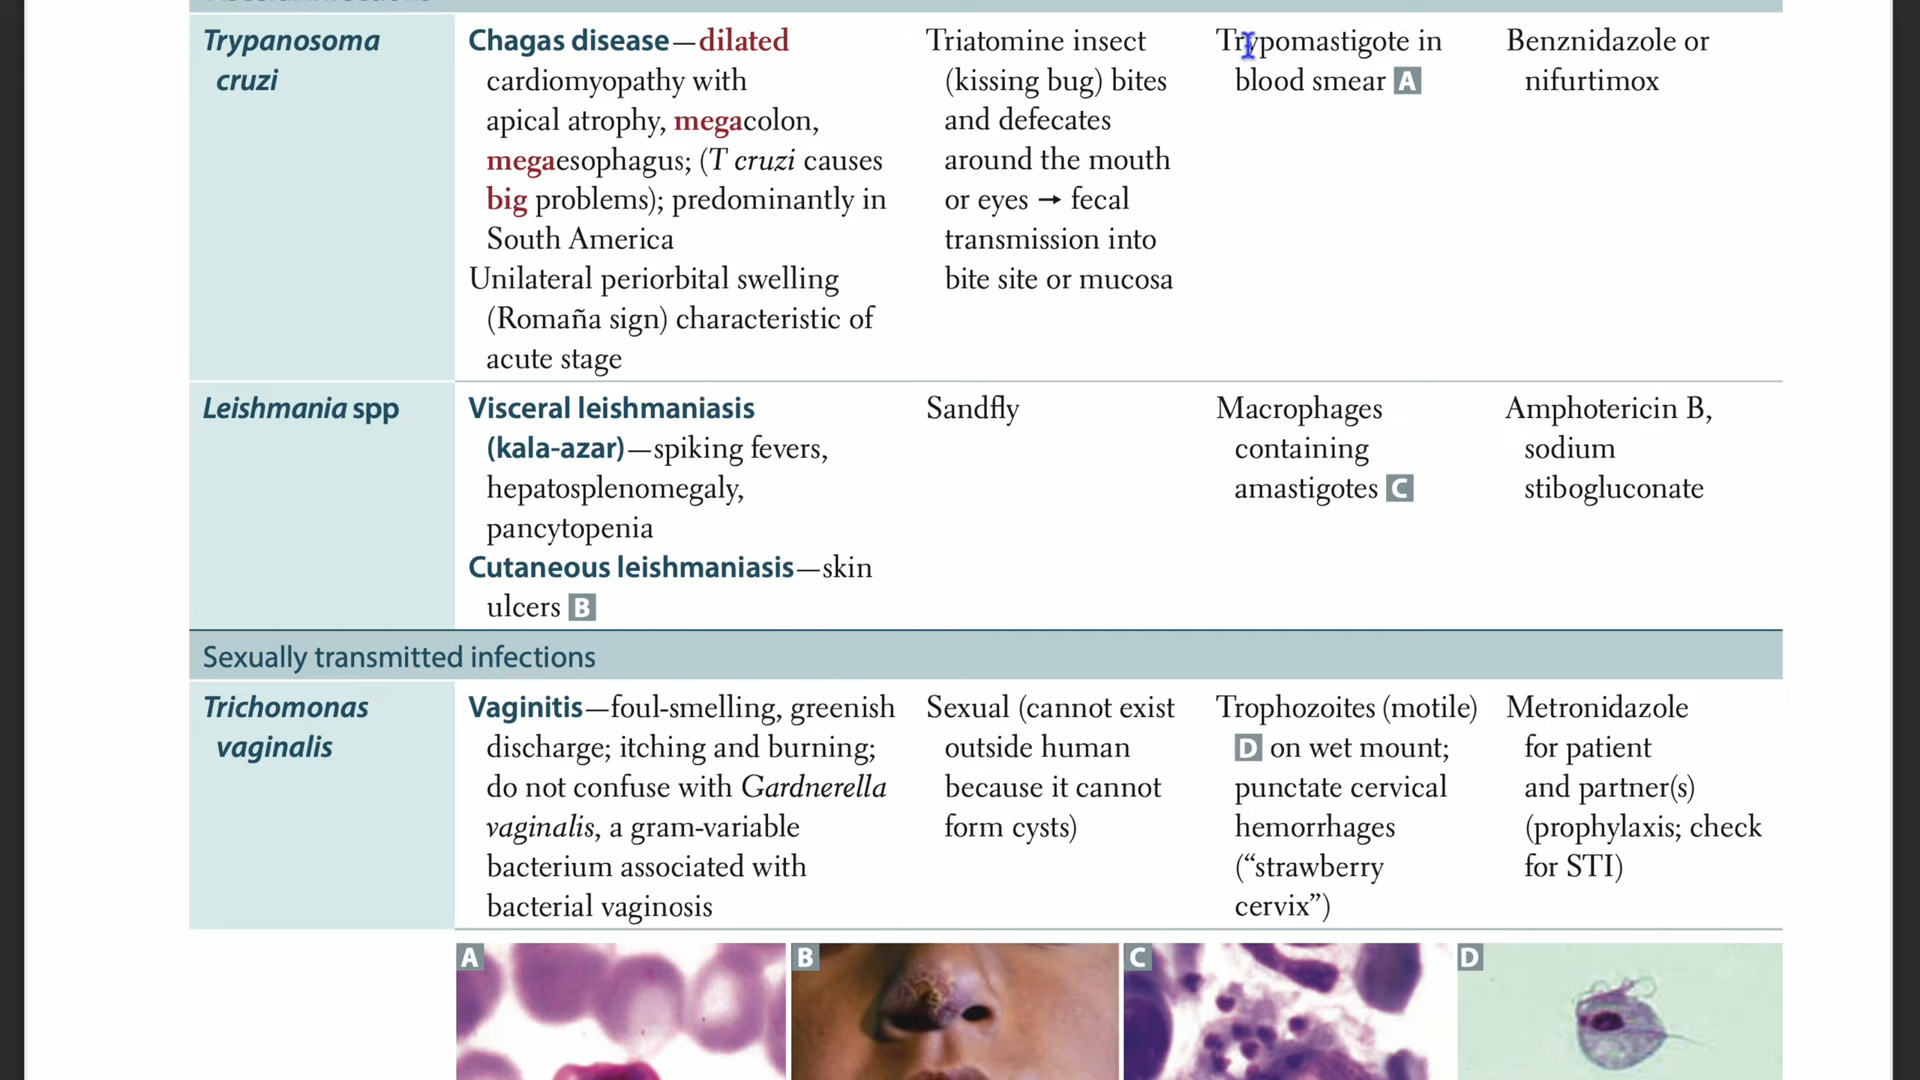 Trypanosoma
cruzi
Chagas disease—dilated
cardiomyopathy with
apical atrophy, megacolon,
megaesophagus; (T cruzi causes
big problems); predominantly in
South America
Unilateral periorbital swelling
(Romaña sign) characteristic of
acute stage
Triatomine insect
(kissing bug) bites
and defecates
around the mouth
or eyes → fecal
transmission into
bite site or mucosa
Trypomastigote in
blood smear A
Benznidazole or
nifurtimox
Leishmania spp
Visceral leishmaniasis
(kala-azar)—spiking fevers,
hepatosplenomegaly,
pancytopenia
Cutaneous leishmaniasis—skin
ulcers B
Sandfly
Macrophages
containing
amastigotes C
Amphotericin B,
sodium
stibogluconate
Sexually transmitted infections
Trichomonas
vaginalis
Vaginitis—foul-smelling, greenish
discharge; itching and burning;
do not confuse with Gardnerella
vaginalis, a gram-variable
bacterium associated with
bacterial vaginosis
Sexual (cannot exist
outside human
because it cannot
form cysts)
Trophozoites (motile)
D on wet mount;
punctate cervical
hemorrhages
(“strawberry
cervix”)
Metronidazole
for patient
and partner(s)
(prophylaxis; check
for STI)
A
B
C
D